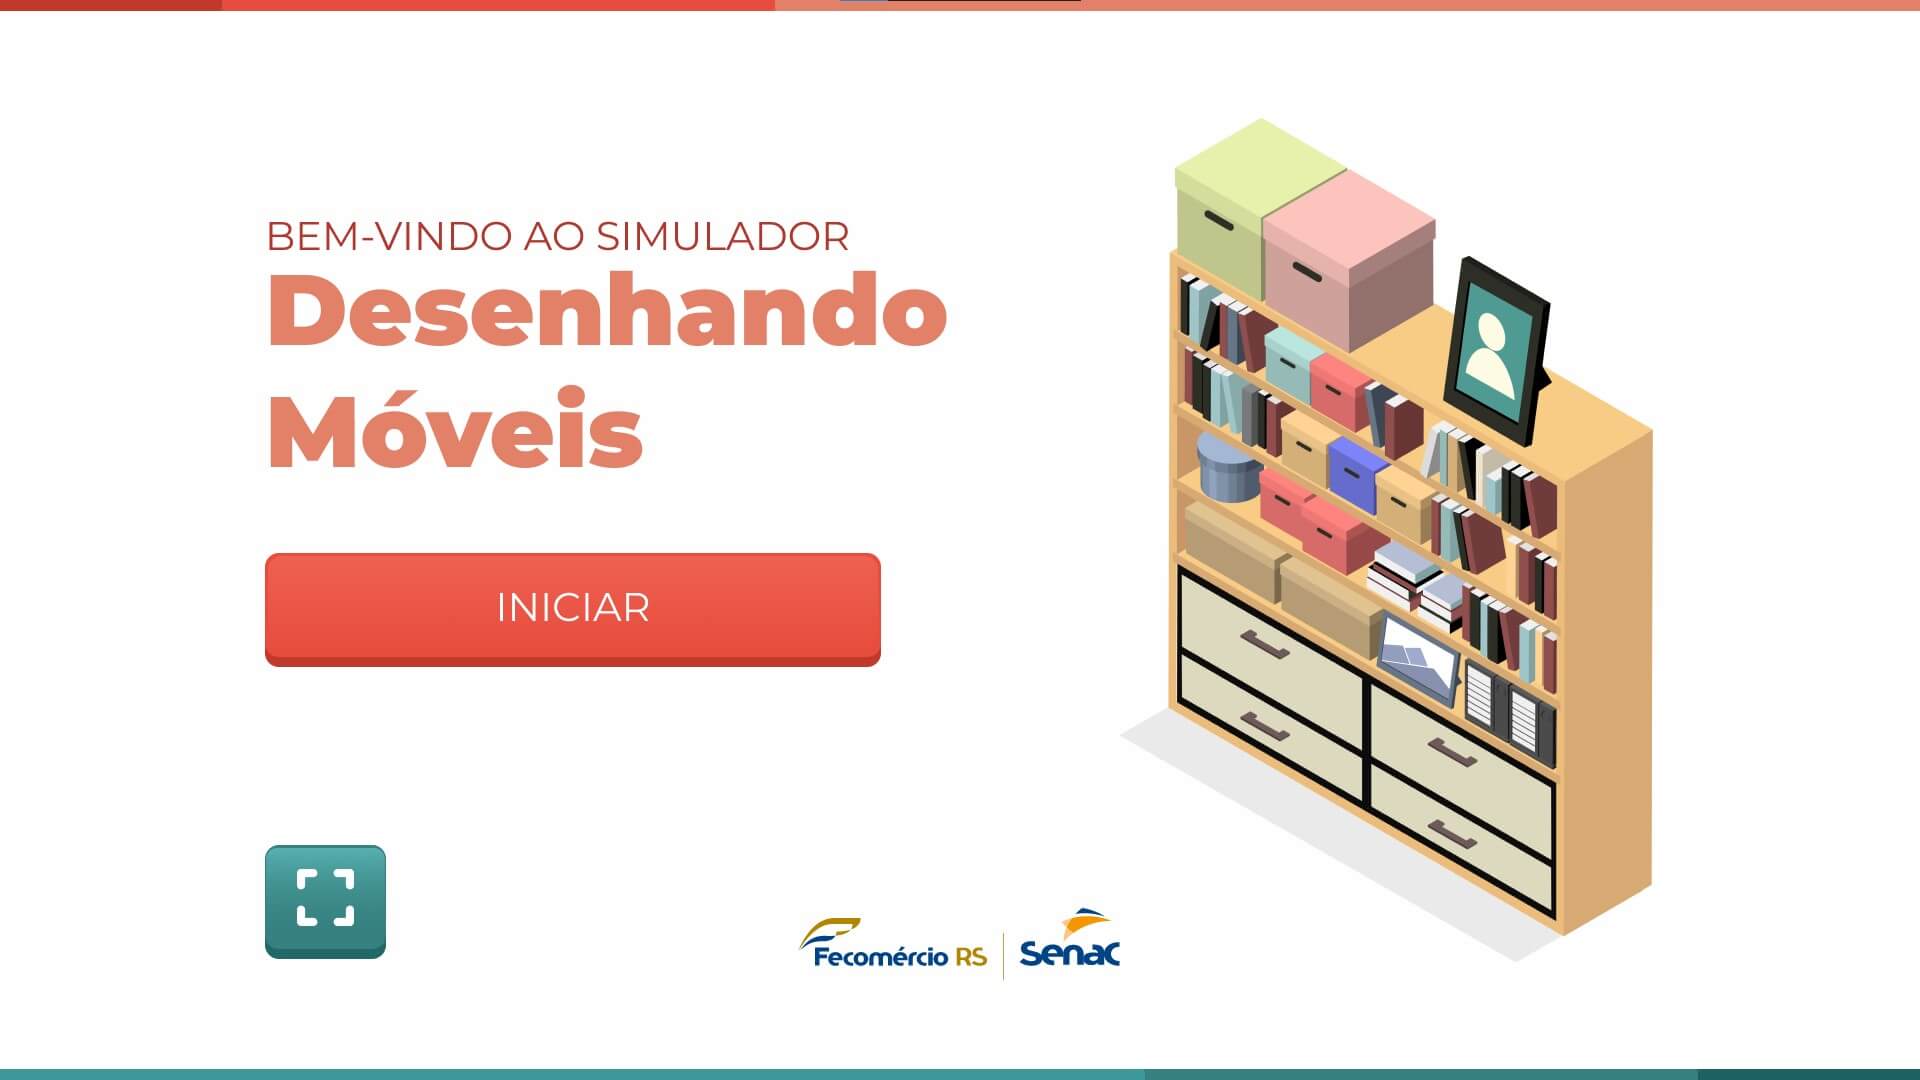 BEM-VINDO AO SIMULADOR
Desenhando
Móveis
INICIAR
Fecomércio RS
Senac